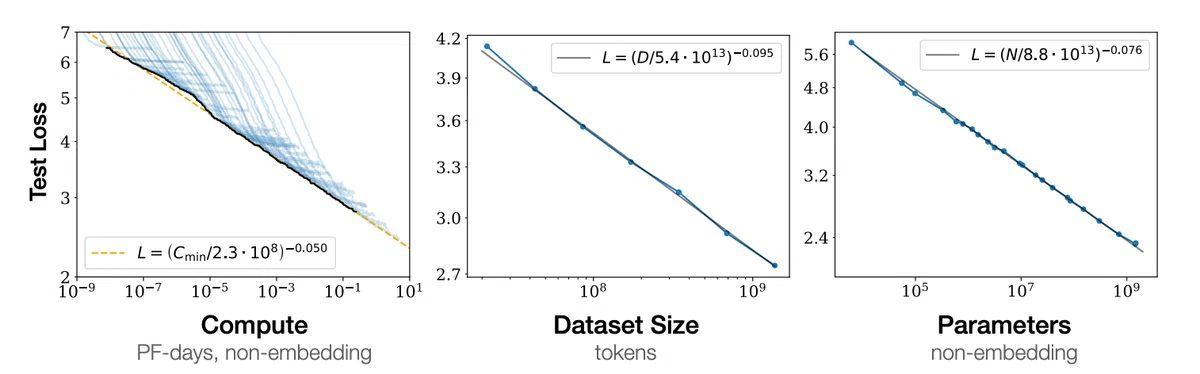 Test Loss
7
6
5
4
3
2
L = (C_min/2.3 · 10^8)^−0.050
10^−9 10^−7 10^−5 10^−3 10^−1 10^1
Compute
PF-days, non-embedding
4.2
3.9
3.6
3.3
3.0
2.7
L = (D/5.4 · 10^13)^−0.095
10^8 10^9
Dataset Size
tokens
5.6
4.8
4.0
3.2
2.4
L = (N/8.8 · 10^13)^−0.076
10^5 10^7 10^9
Parameters
non-embedding